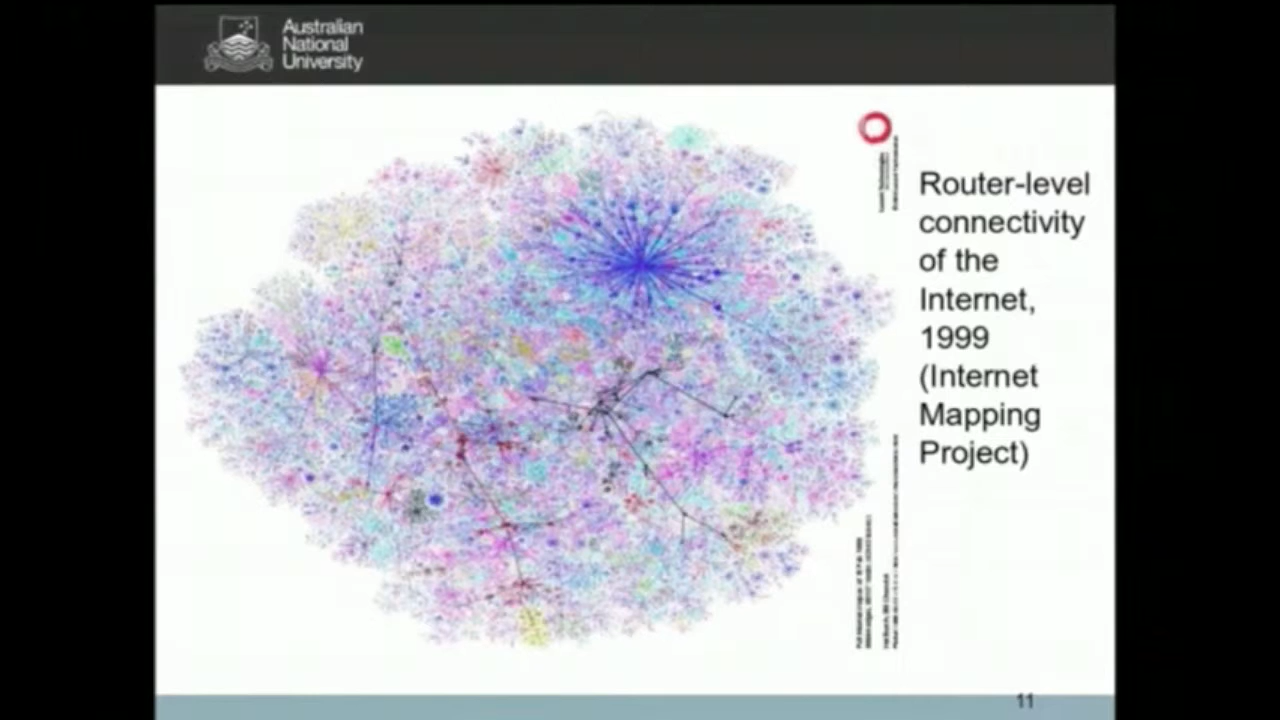 Australian
National
University
Router-level
connectivity
of the
Internet,
1999
(Internet
Mapping
Project)
11